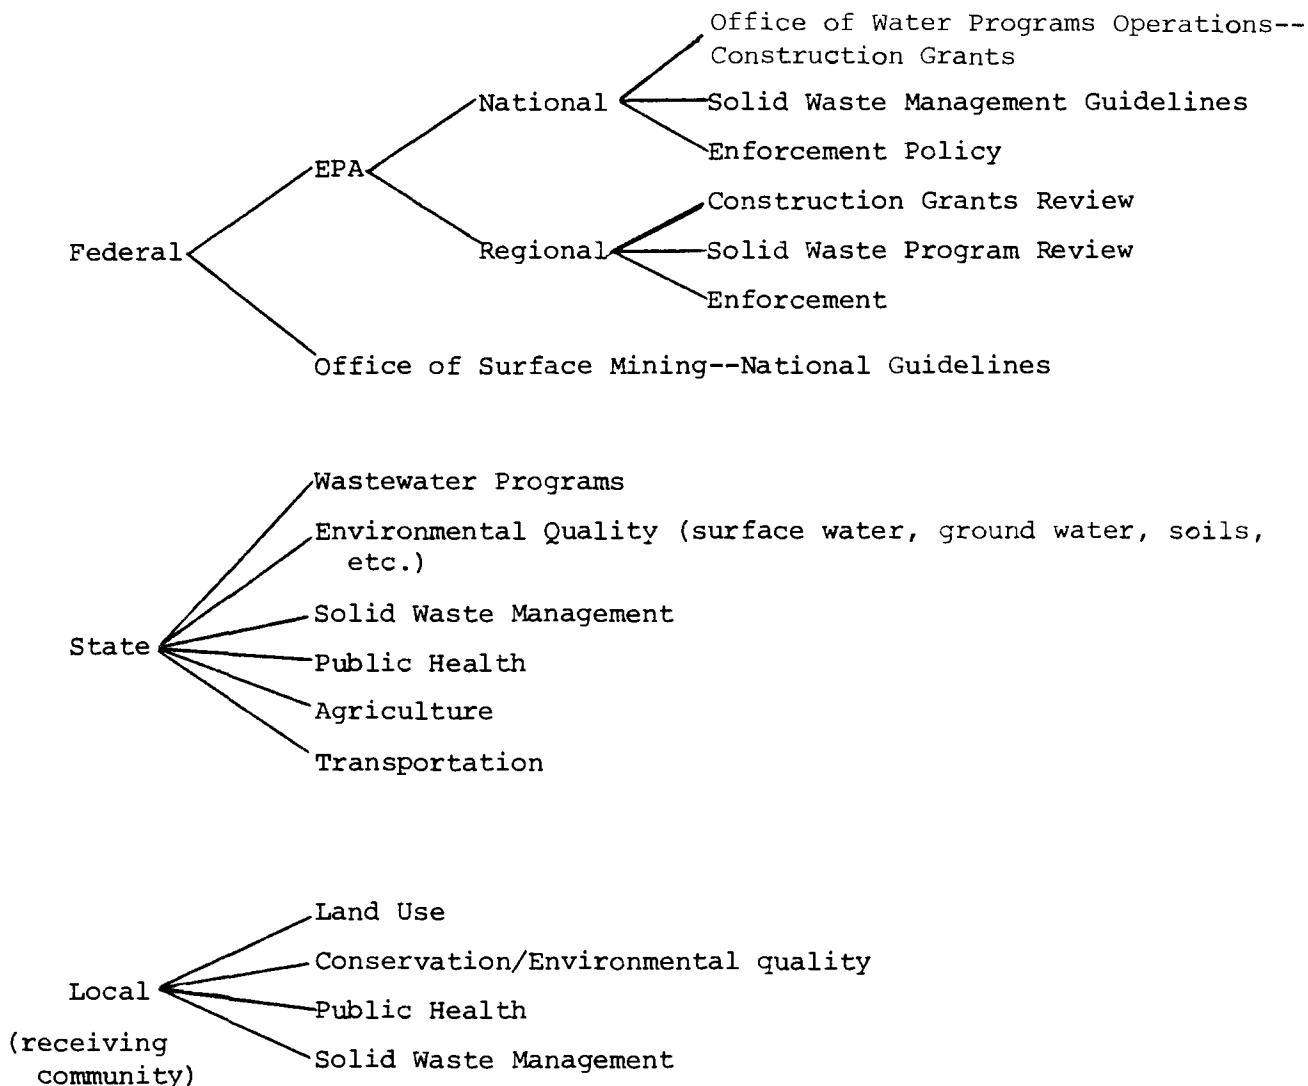 Office of Water Programs Operations--
Construction Grants
National
Solid Waste Management Guidelines
Enforcement Policy
EPA
Construction Grants Review
Federal
Regional
Solid Waste Program Review
Enforcement
Office of Surface Mining--National Guidelines
Wastewater Programs
Environmental Quality (surface water, ground water, soils,
etc.)
Solid Waste Management
State
Public Health
Agriculture
Transportation
Land Use
Conservation/Environmental quality
Local
Public Health
(receiving
community)
Solid Waste Management